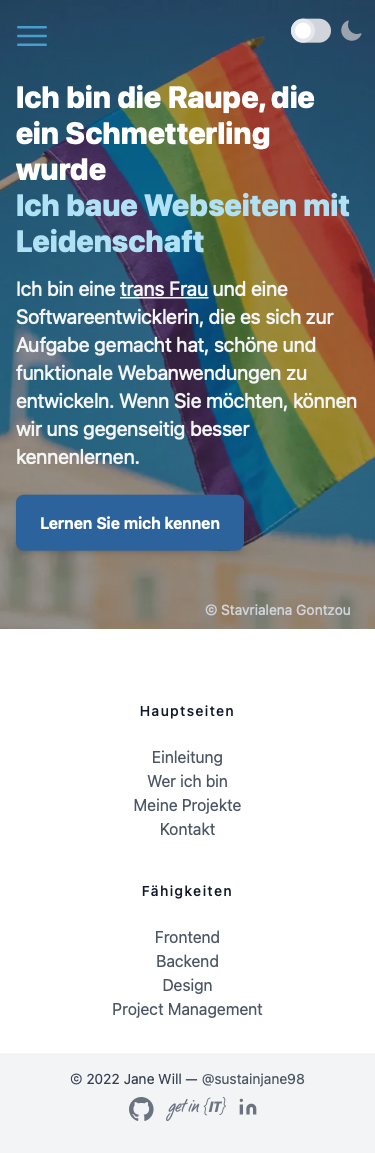 Ich bin die Raupe, die
ein Schmetterling
wurde
Ich baue Webseiten mit
Leidenschaft
Ich bin eine trans Frau und eine
Softwareentwicklerin, die es sich zur
Aufgabe gemacht hat, schöne und
funktionale Webanwendungen zu
entwickeln. Wenn Sie möchten, können
wir uns gegenseitig besser
kennenlernen.
Lernen Sie mich kennen
© Stavrialena Gontzou
Hauptseiten
Einleitung
Wer ich bin
Meine Projekte
Kontakt
Fähigkeiten
Frontend
Backend
Design
Project Management
© 2022 Jane Will — @sustainjane98
get in {IT} in